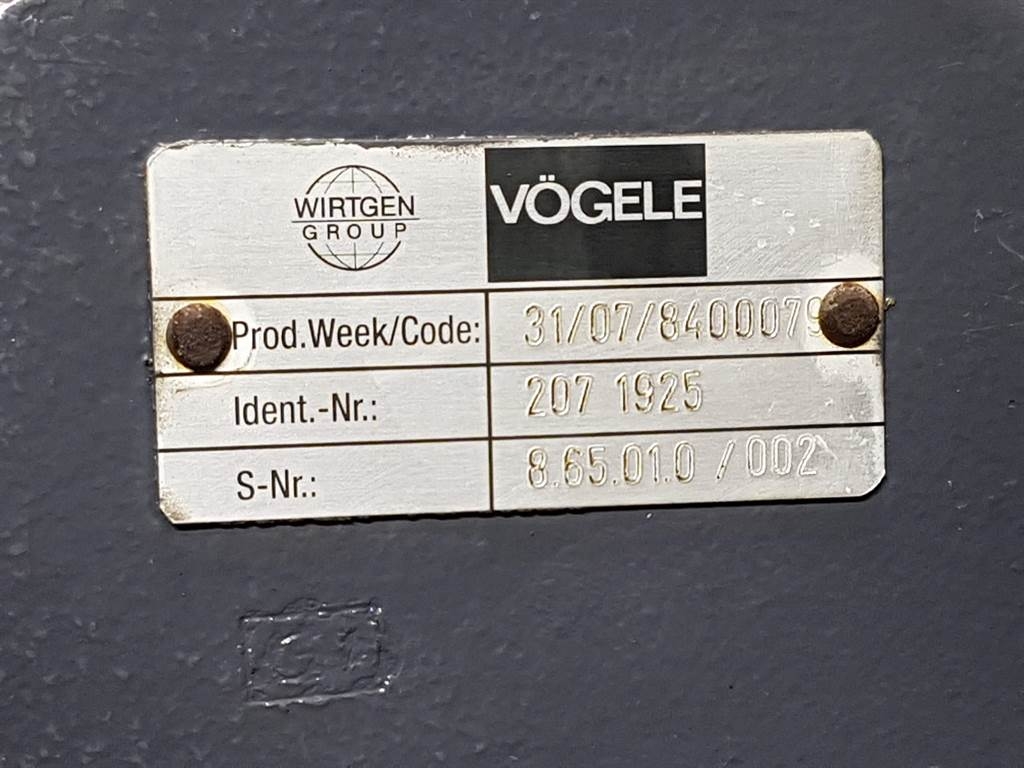 WIRTGEN
GROUP
VÖGELE
Prod.Week/Code: 31/07/8400079
Ident.-Nr.: 207 1925
S-Nr.: 8.65.01.0 /002